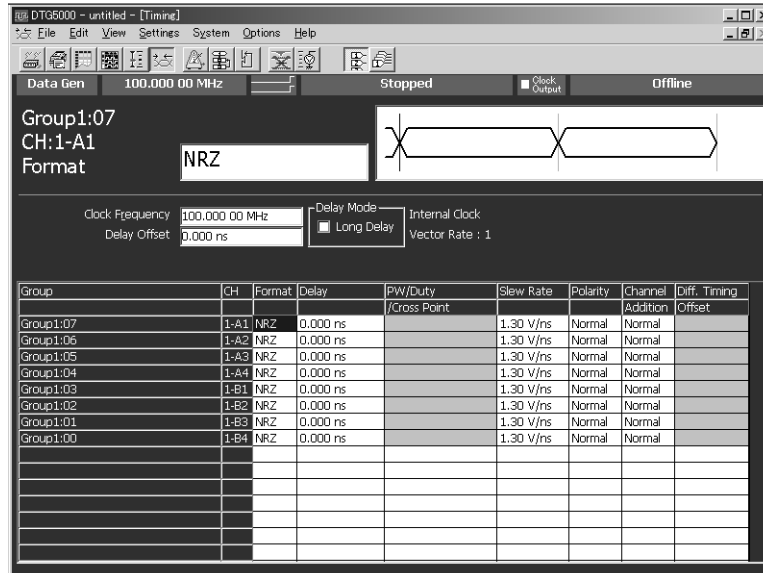 DTG5000 - untitled - [Timing]
File Edit View Settings System Options Help
Data Gen 100.000 00 MHz Stopped Clock Output Offline
Group1:07
CH:1-A1
Format NRZ
Clock Frequency 100.000 00 MHz Delay Mode Internal Clock
Delay Offset 0.000 ns Long Delay Vector Rate : 1
Group CH Format Delay PW/Duty Slew Rate Polarity Channel Diff. Timing
/Cross Point Addition Offset
Group1:07 1-A1 NRZ 0.000 ns 1.30 V/ns Normal Normal
Group1:06 1-A2 NRZ 0.000 ns 1.30 V/ns Normal Normal
Group1:05 1-A3 NRZ 0.000 ns 1.30 V/ns Normal Normal
Group1:04 1-A4 NRZ 0.000 ns 1.30 V/ns Normal Normal
Group1:03 1-B1 NRZ 0.000 ns 1.30 V/ns Normal Normal
Group1:02 1-B2 NRZ 0.000 ns 1.30 V/ns Normal Normal
Group1:01 1-B3 NRZ 0.000 ns 1.30 V/ns Normal Normal
Group1:00 1-B4 NRZ 0.000 ns 1.30 V/ns Normal Normal